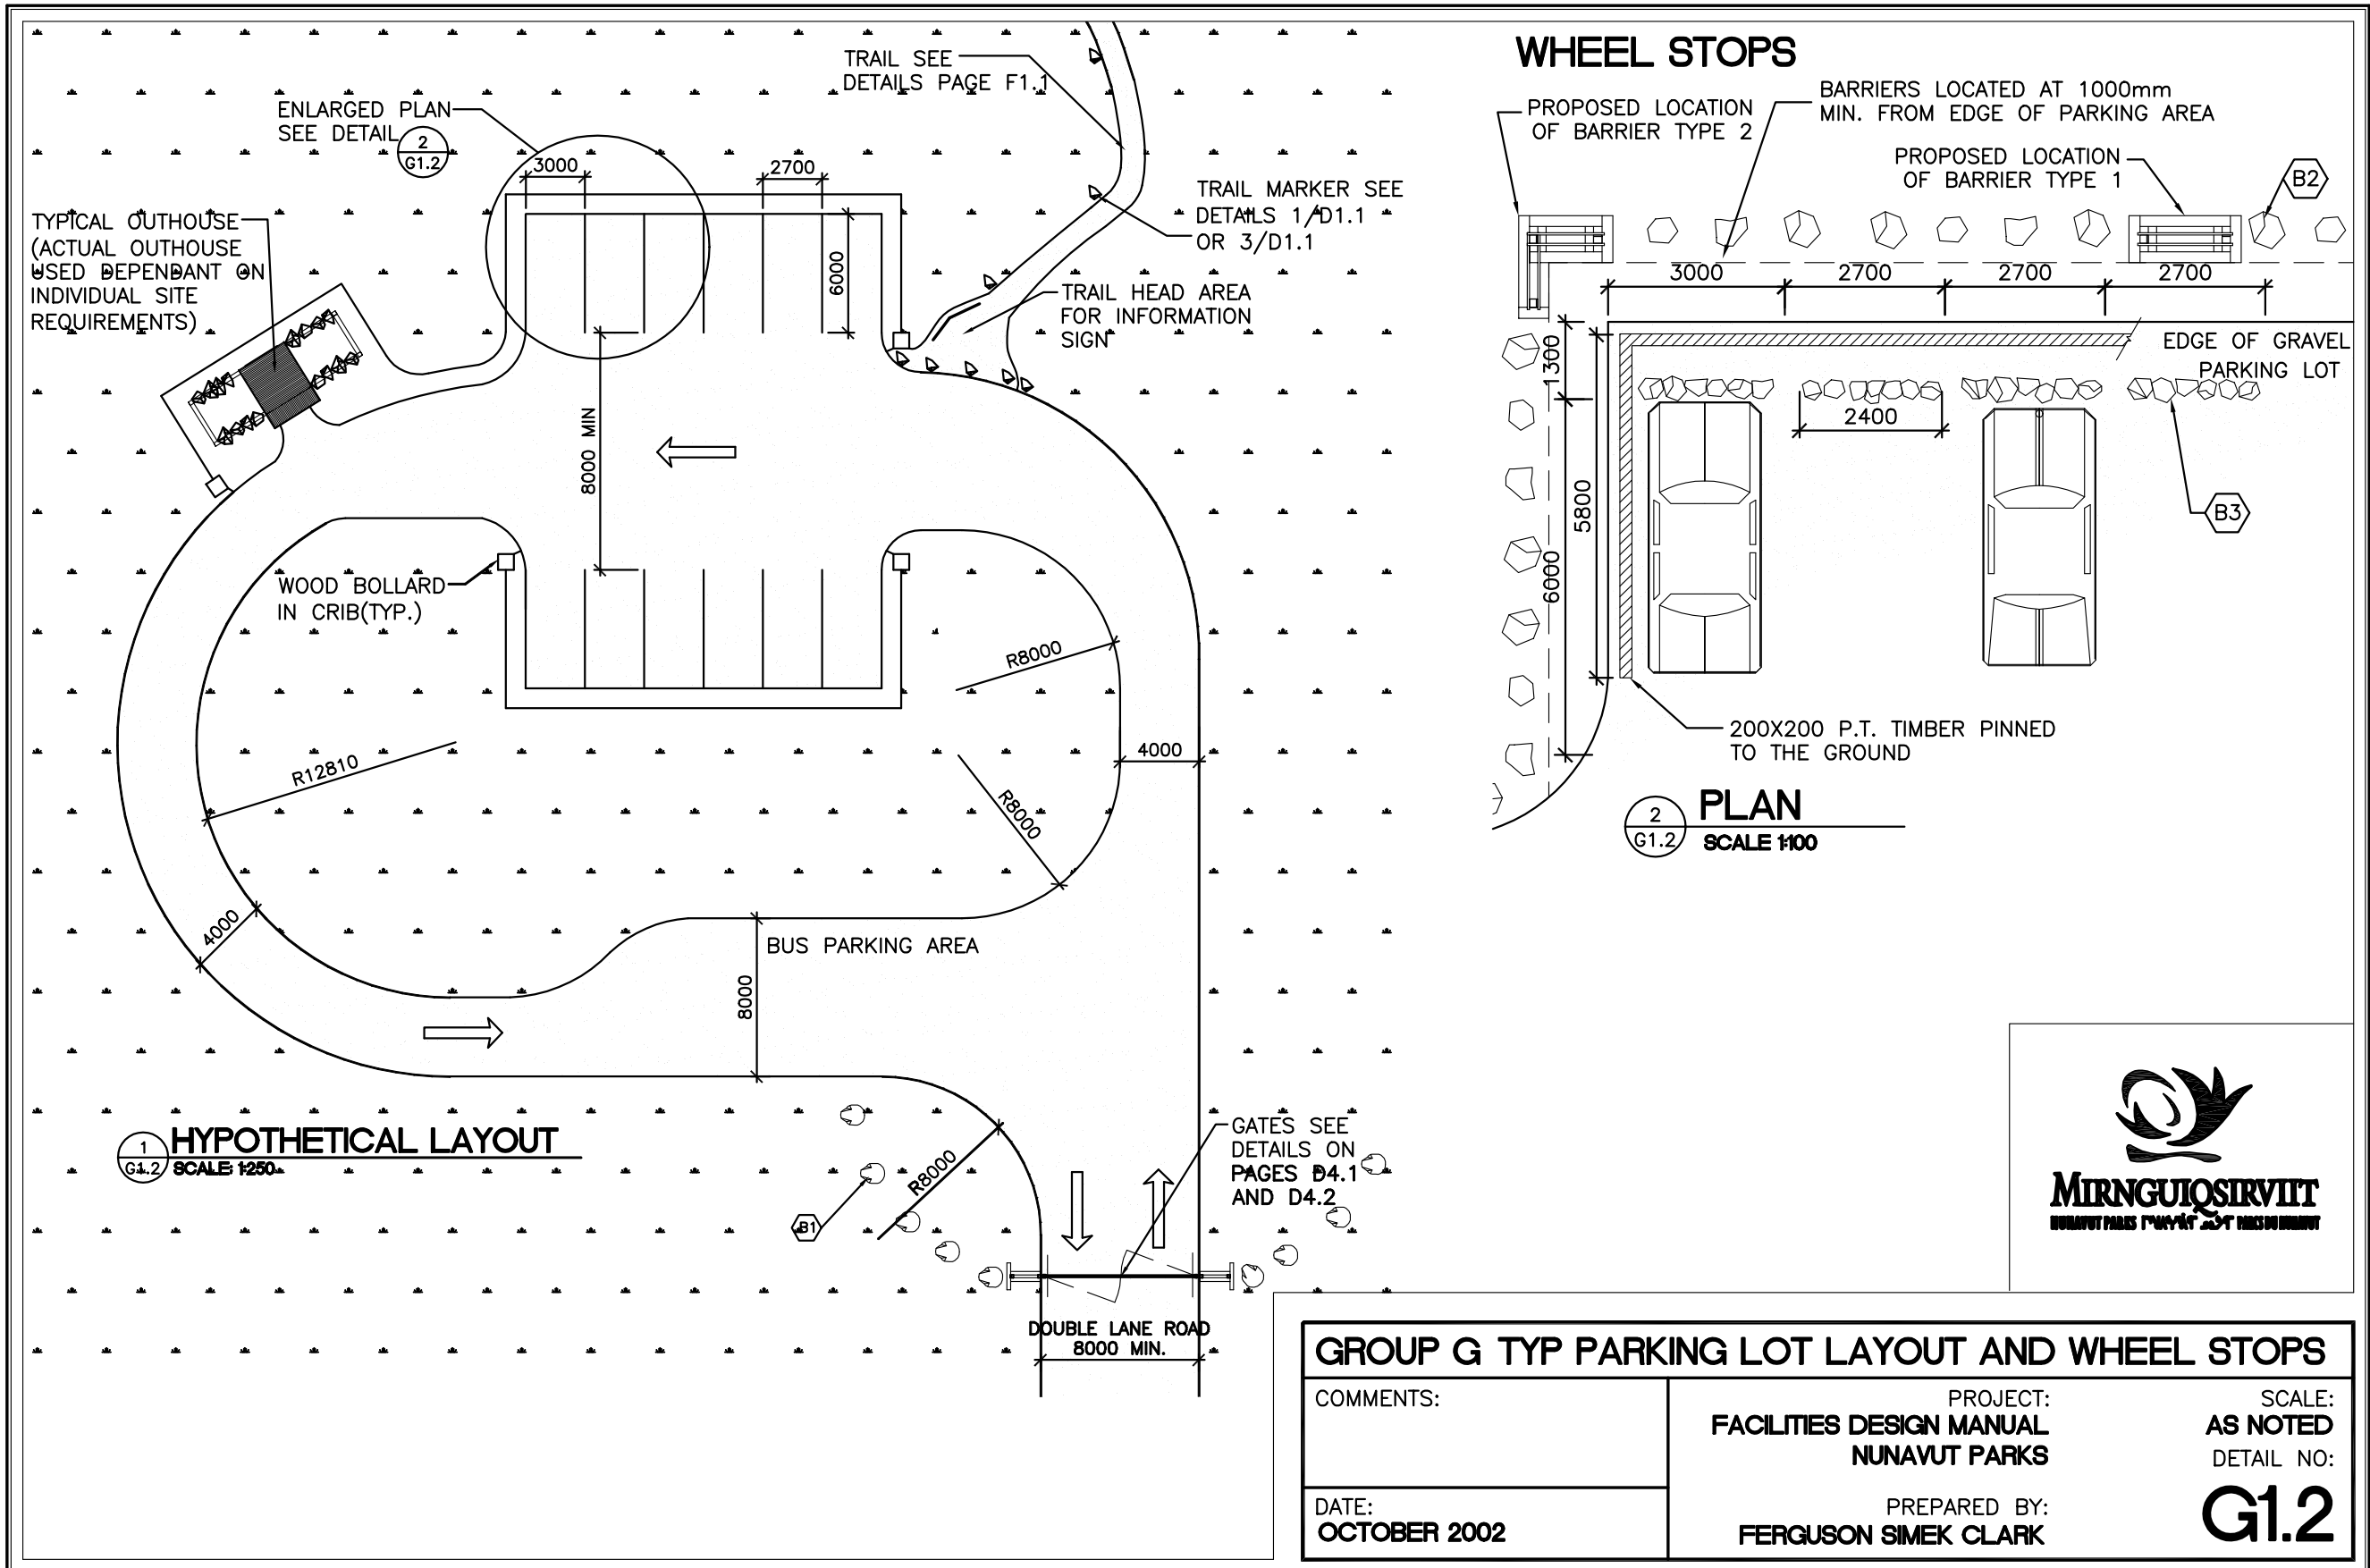 TRAIL SEE
DETAILS PAGE F1.1
ENLARGED PLAN
SEE DETAIL
2
G1.2
3000
2700
TYPICAL OUTHOUSE
(ACTUAL OUTHOUSE
USED DEPENDANT ON
INDIVIDUAL SITE
REQUIREMENTS)
6000
TRAIL MARKER SEE
DETAILS 1/D1.1
OR 3/D1.1
TRAIL HEAD AREA
FOR INFORMATION
SIGN
8000 MIN
WOOD BOLLARD
IN CRIB(TYP.)
R8000
4000
R12810
R8000
4000
BUS PARKING AREA
8000
1
G1.2
HYPOTHETICAL LAYOUT
SCALE: 1:250
R8000
B1
GATES SEE
DETAILS ON
PAGES D4.1
AND D4.2
DOUBLE LANE ROAD
8000 MIN.
WHEEL STOPS
PROPOSED LOCATION
OF BARRIER TYPE 2
BARRIERS LOCATED AT 1000mm
MIN. FROM EDGE OF PARKING AREA
PROPOSED LOCATION
OF BARRIER TYPE 1
B2
3000
2700
2700
2700
1300
EDGE OF GRAVEL
PARKING LOT
2400
5800
6000
B3
200X200 P.T. TIMBER PINNED
TO THE GROUND
2
G1.2
PLAN
SCALE 1:100
MIRNGUIQSIRVIIT
NUNAVUT PARKS
PARCS DU NUNAVUT
GROUP G TYP PARKING LOT LAYOUT AND WHEEL STOPS
COMMENTS:
PROJECT:
FACILITIES DESIGN MANUAL
NUNAVUT PARKS
SCALE:
AS NOTED
DETAIL NO:
G1.2
DATE:
OCTOBER 2002
PREPARED BY:
FERGUSON SIMEK CLARK